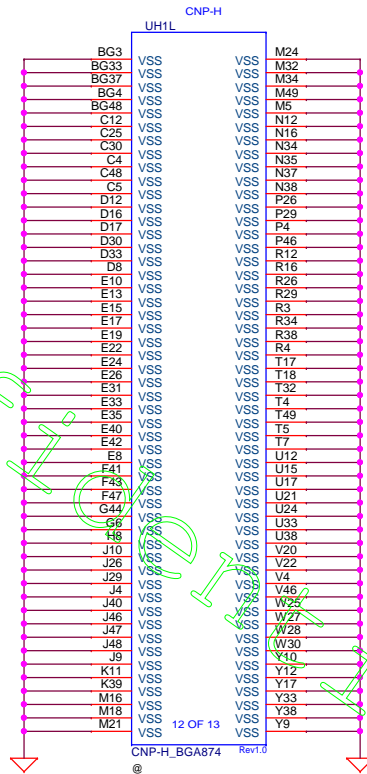 CNP-H
UH1L
BG3 VSS VSS M24
BG33 VSS VSS M32
BG37 VSS VSS M34
BG4 VSS VSS M49
BG48 VSS VSS M5
C12 VSS VSS N12
C25 VSS VSS N16
C30 VSS VSS N34
C4 VSS VSS N35
C48 VSS VSS N37
C5 VSS VSS N38
D12 VSS VSS P26
D16 VSS VSS P29
D17 VSS VSS P4
D30 VSS VSS P46
D33 VSS VSS R12
D8 VSS VSS R16
E10 VSS VSS R26
E13 VSS VSS R29
E15 VSS VSS R3
E17 VSS VSS R34
E19 VSS VSS R38
E22 VSS VSS R4
E24 VSS VSS T17
E26 VSS VSS T18
E31 VSS VSS T32
E33 VSS VSS T4
E35 VSS VSS T49
E40 VSS VSS T5
E42 VSS VSS T7
E8 VSS VSS U12
F41 VSS VSS U15
F43 VSS VSS U17
F47 VSS VSS U21
G44 VSS VSS U24
G6 VSS VSS U33
H8 VSS VSS U38
J10 VSS VSS V20
J26 VSS VSS V22
J29 VSS VSS V4
J4 VSS VSS V46
J40 VSS VSS W25
J46 VSS VSS W27
J47 VSS VSS W28
J48 VSS VSS W30
J9 VSS VSS Y10
K11 VSS VSS Y12
K39 VSS VSS Y17
M16 VSS VSS Y33
M18 VSS VSS Y38
M21 VSS 12 OF 13 VSS Y9
CNP-H_BGA874 Rev1.0
@